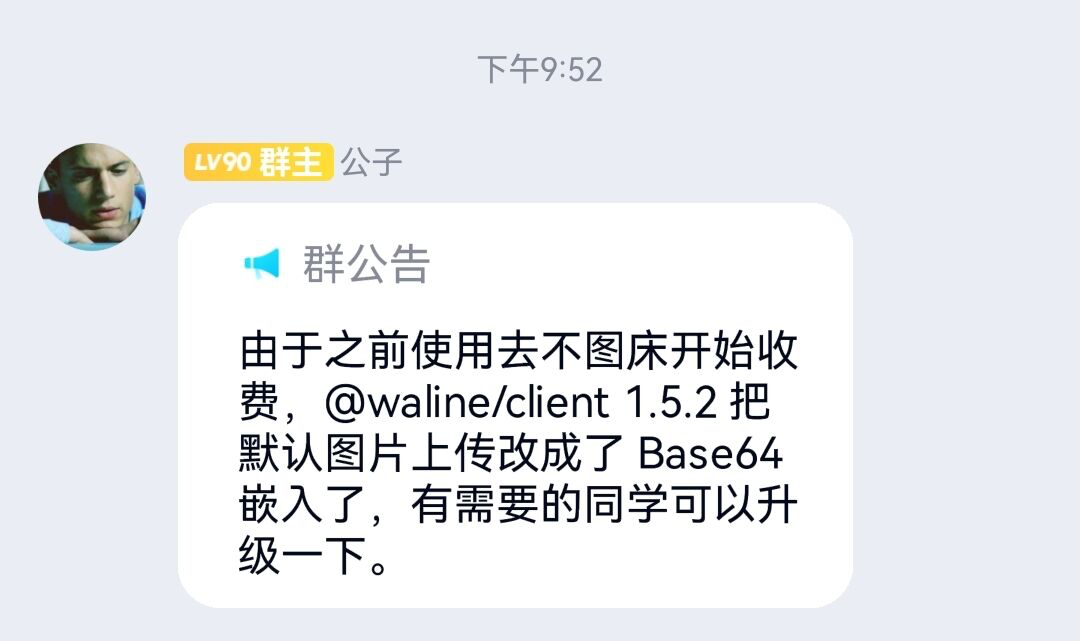 下午9:52
LV90 群主 公子
群公告
由于之前使用去不图床开始收
费，@waline/client 1.5.2 把
默认图片上传改成了 Base64
嵌入了，有需要的同学可以升
级一下。